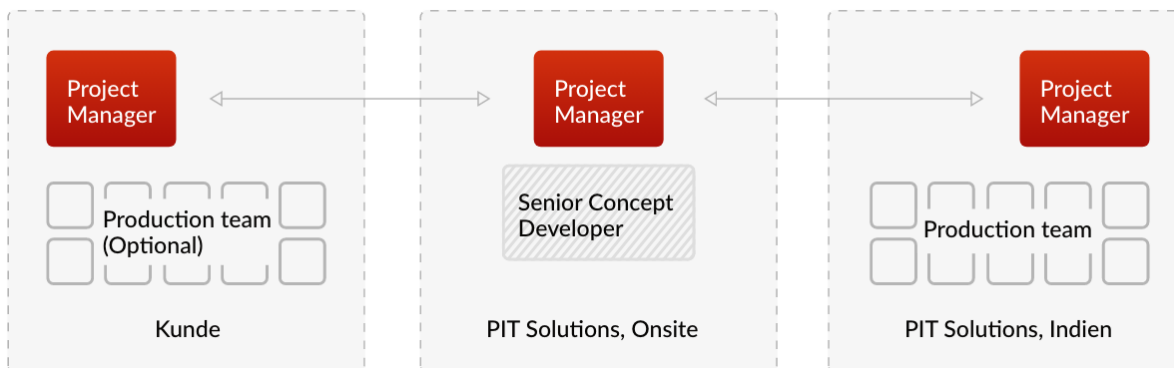 Project
Manager
Production team
(Optional)
Kunde
Project
Manager
Senior Concept
Developer
PIT Solutions, Onsite
Project
Manager
Production team
PIT Solutions, Indien